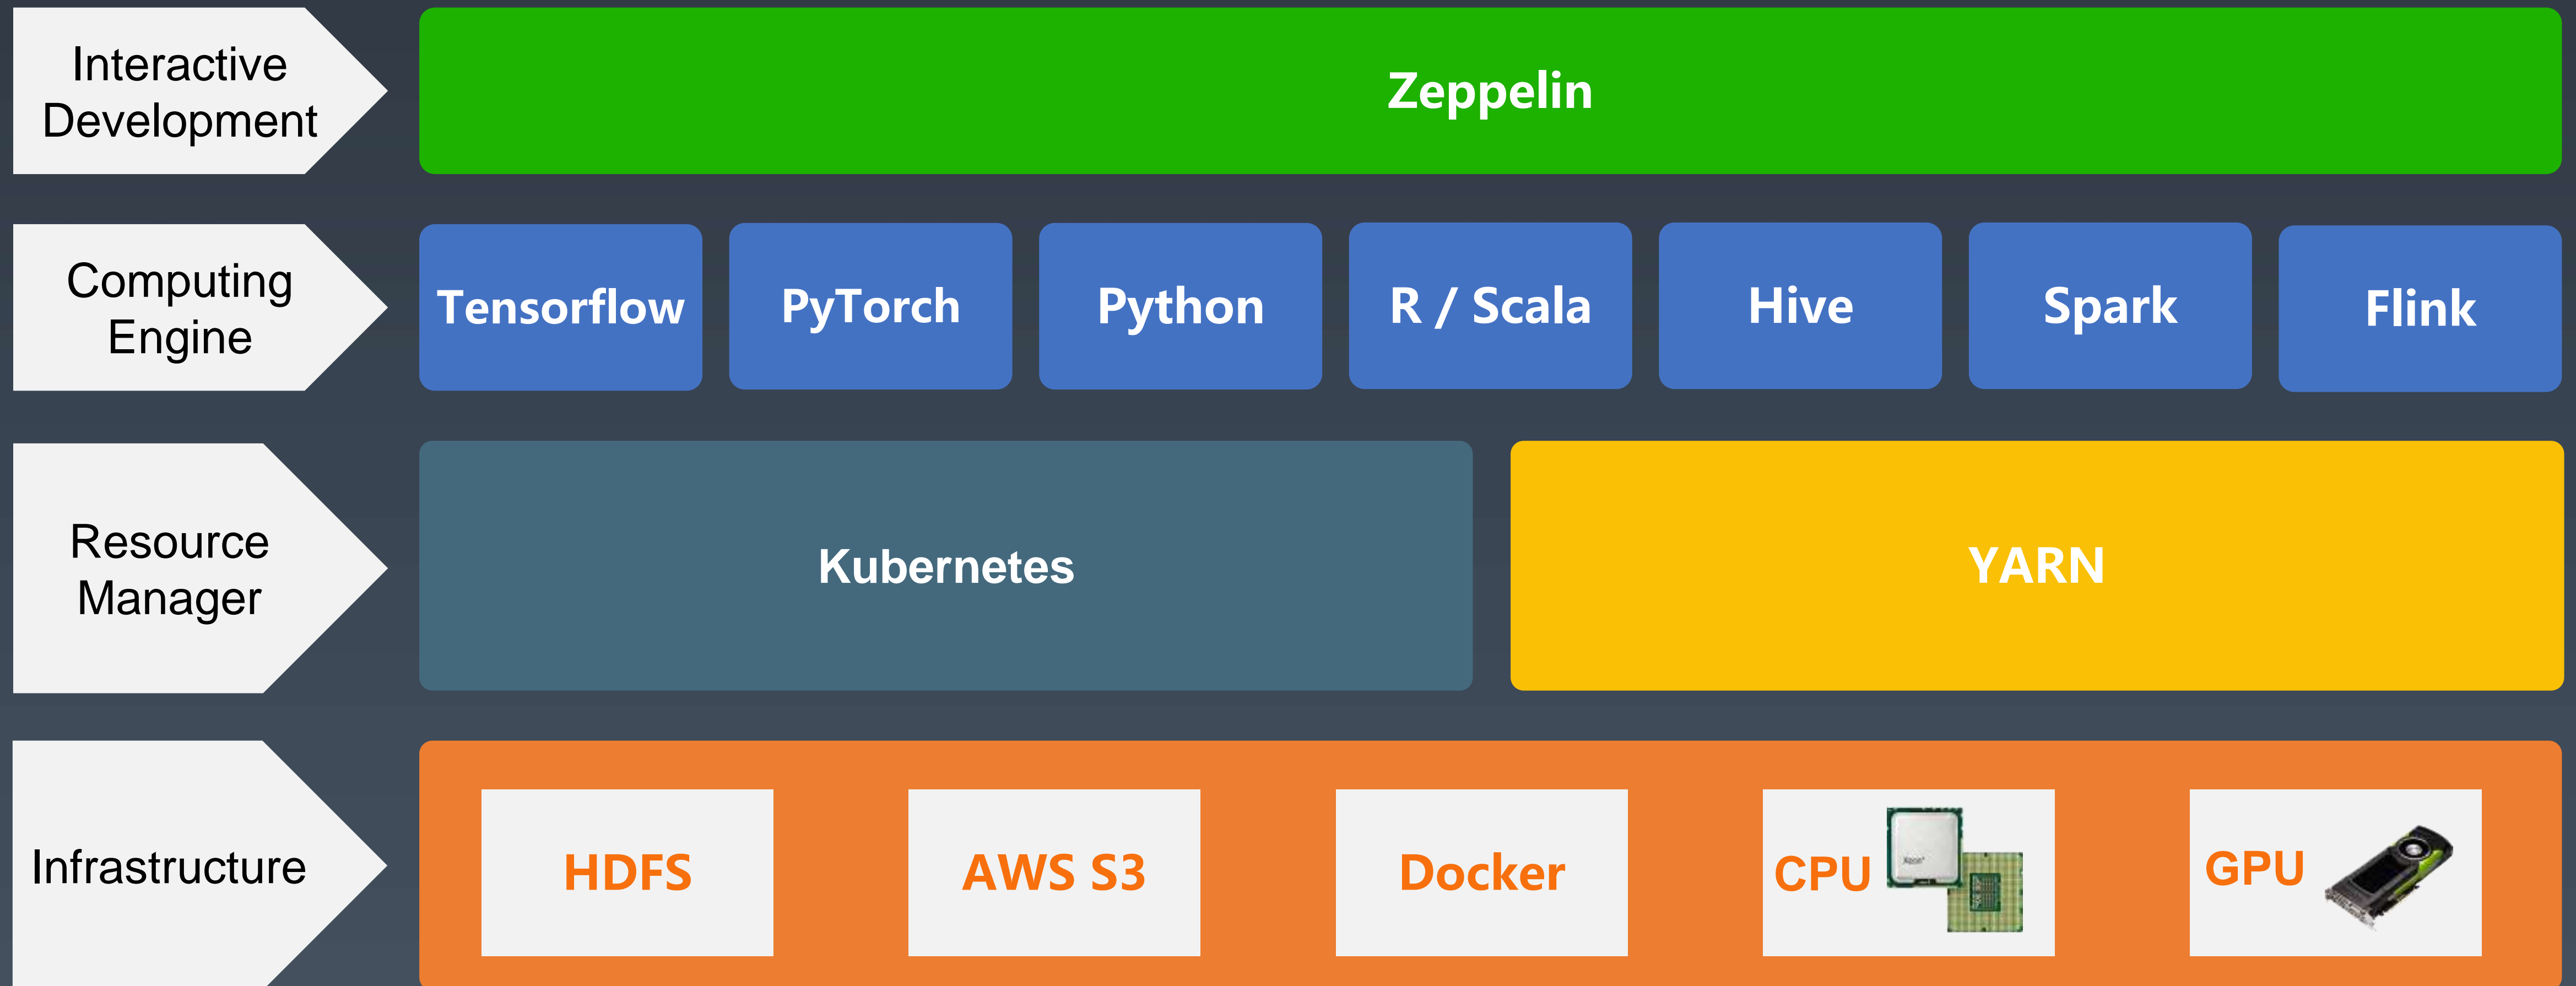 Interactive
Development
Zeppelin
Computing
Engine
Tensorflow
PyTorch
Python
R / Scala
Hive
Spark
Flink
Resource
Manager
Kubernetes
YARN
Infrastructure
HDFS
AWS S3
Docker
CPU
Xeon
GPU